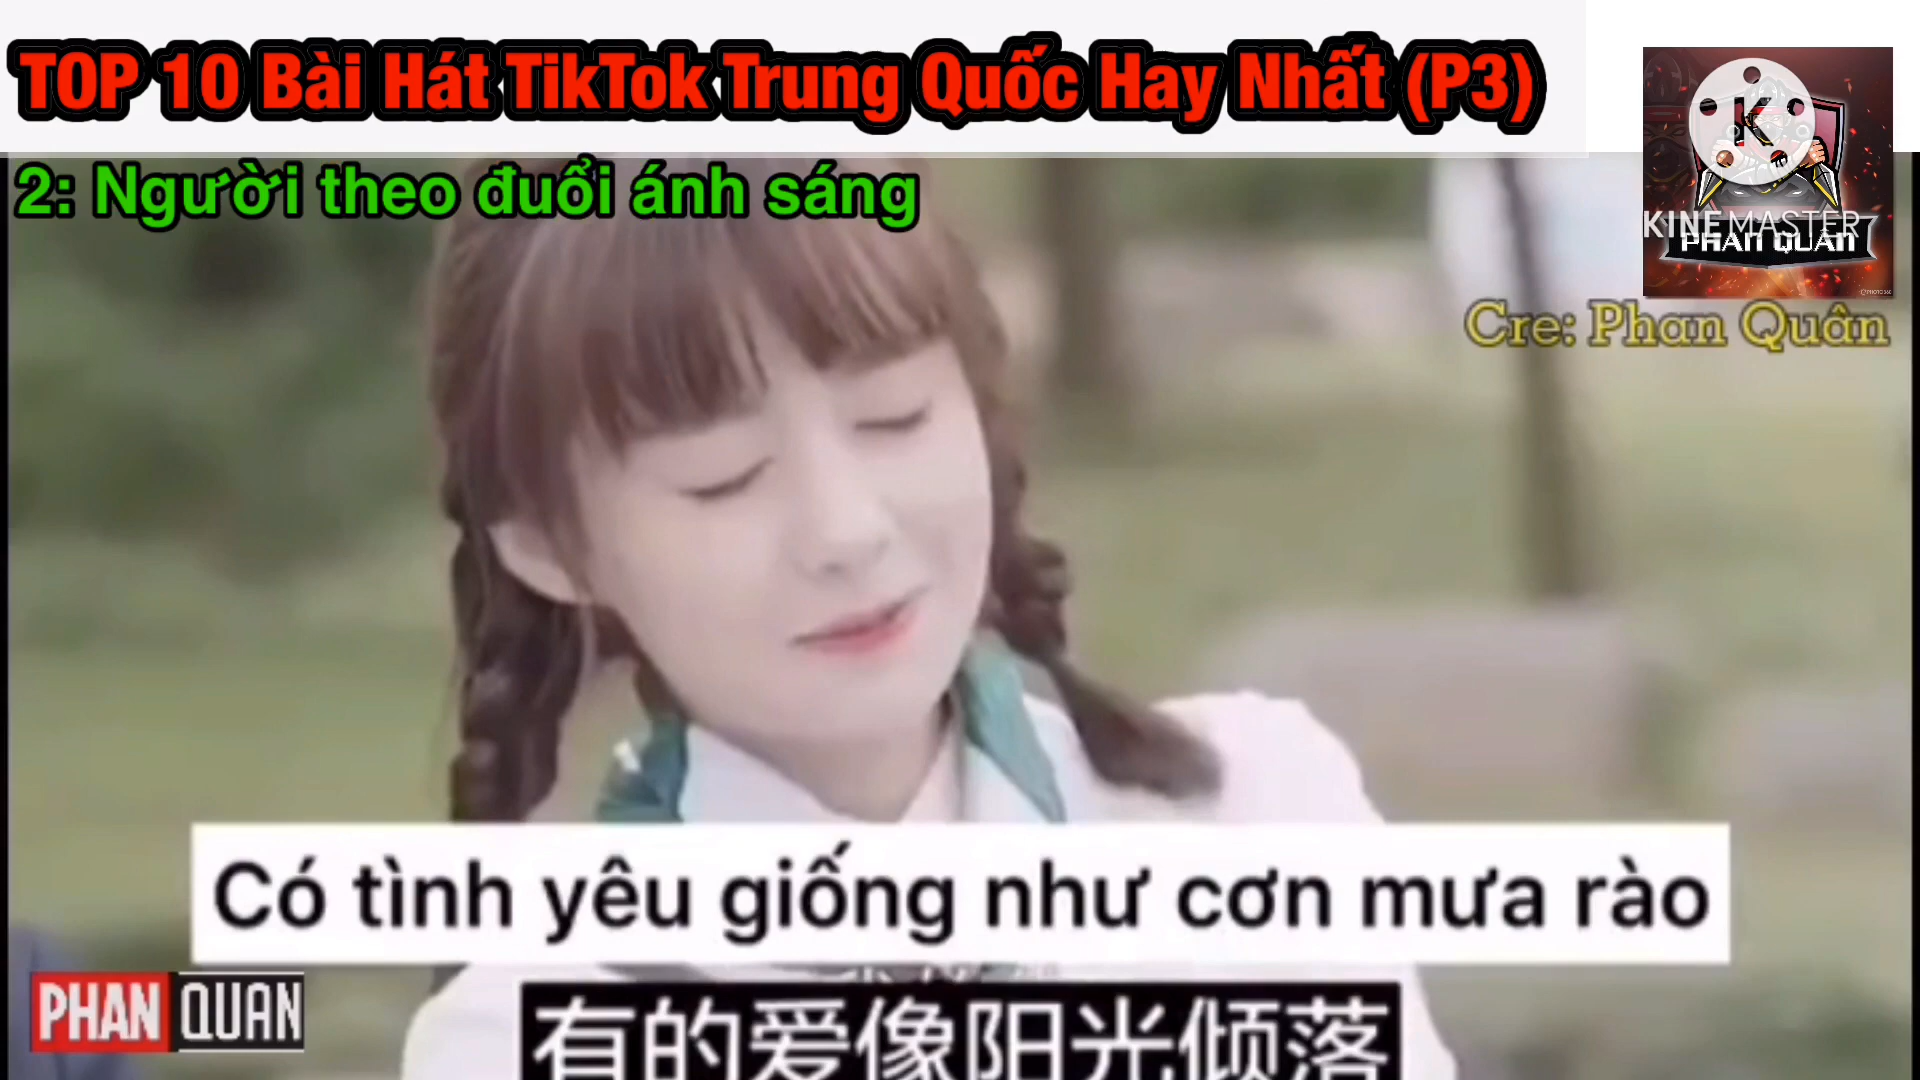 TOP 10 Bài Hát TikTok Trung Quốc Hay Nhất (P3)
2: Người theo đuổi ánh sáng
K
KINEMASTER
PHAN QUÂN
Cre: Phan Quân
Có tình yêu giống như cơn mưa rào
有的爱像阳光倾落
PHAN QUAN